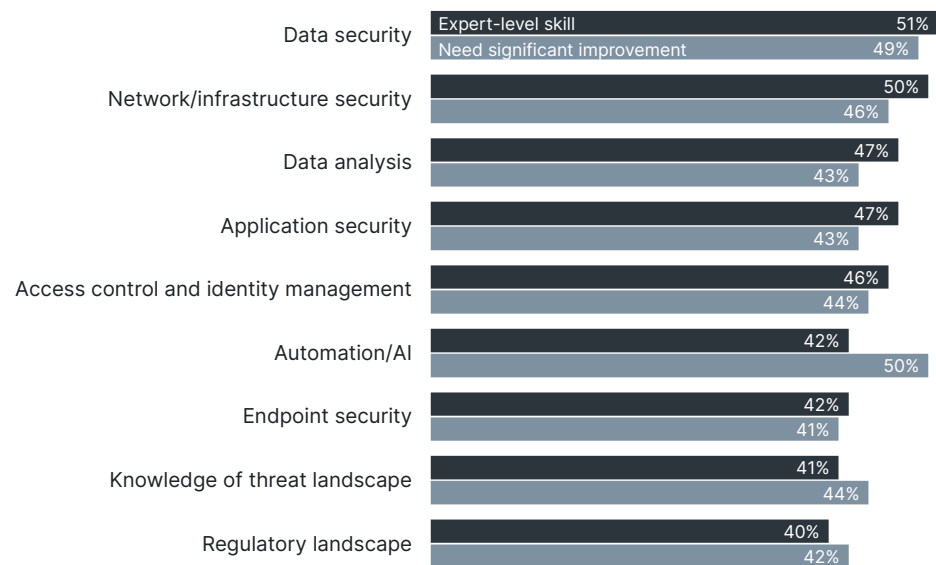 Data security
Expert-level skill 51%
Need significant improvement 49%
Network/infrastructure security
50%
46%
Data analysis
47%
43%
Application security
47%
43%
Access control and identity management
46%
44%
Automation/AI
42%
50%
Endpoint security
42%
41%
Knowledge of threat landscape
41%
44%
Regulatory landscape
40%
42%